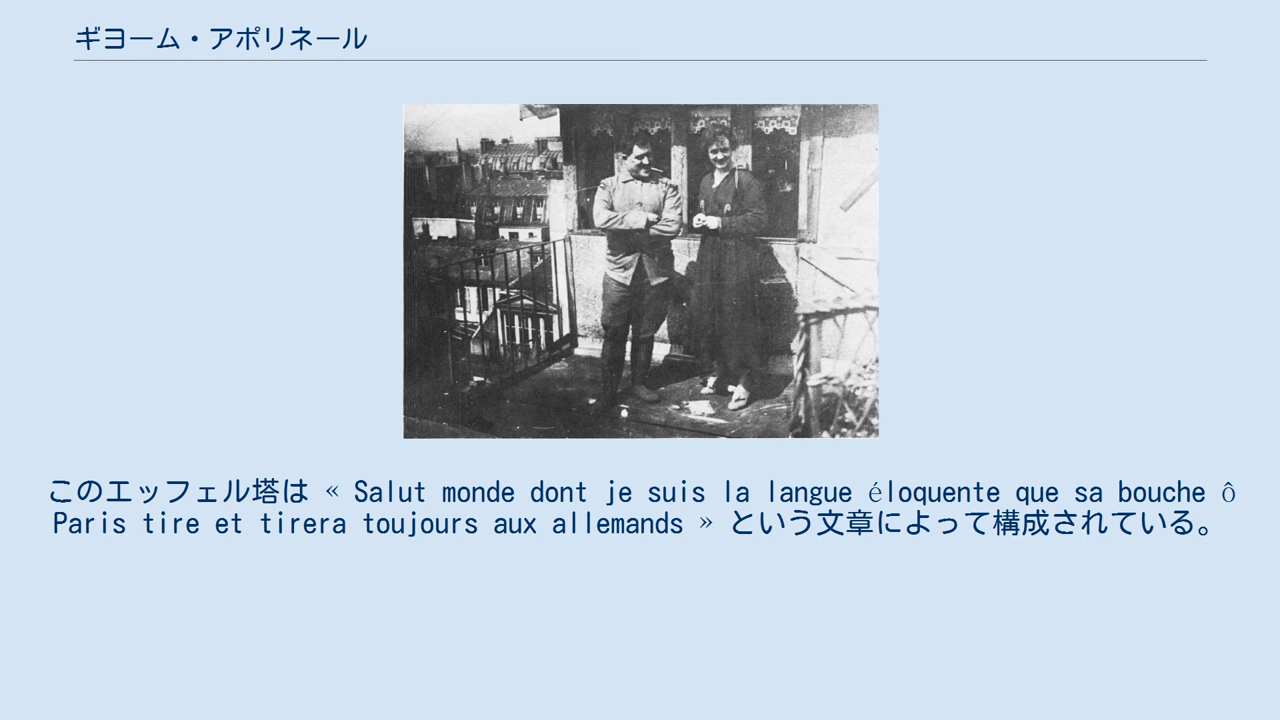 ギヨーム・アポリネール
このエッフェル塔は « Salut monde dont je suis la langue éloquente que sa bouche ô
Paris tire et tirera toujours aux allemands » という文章によって構成されている。